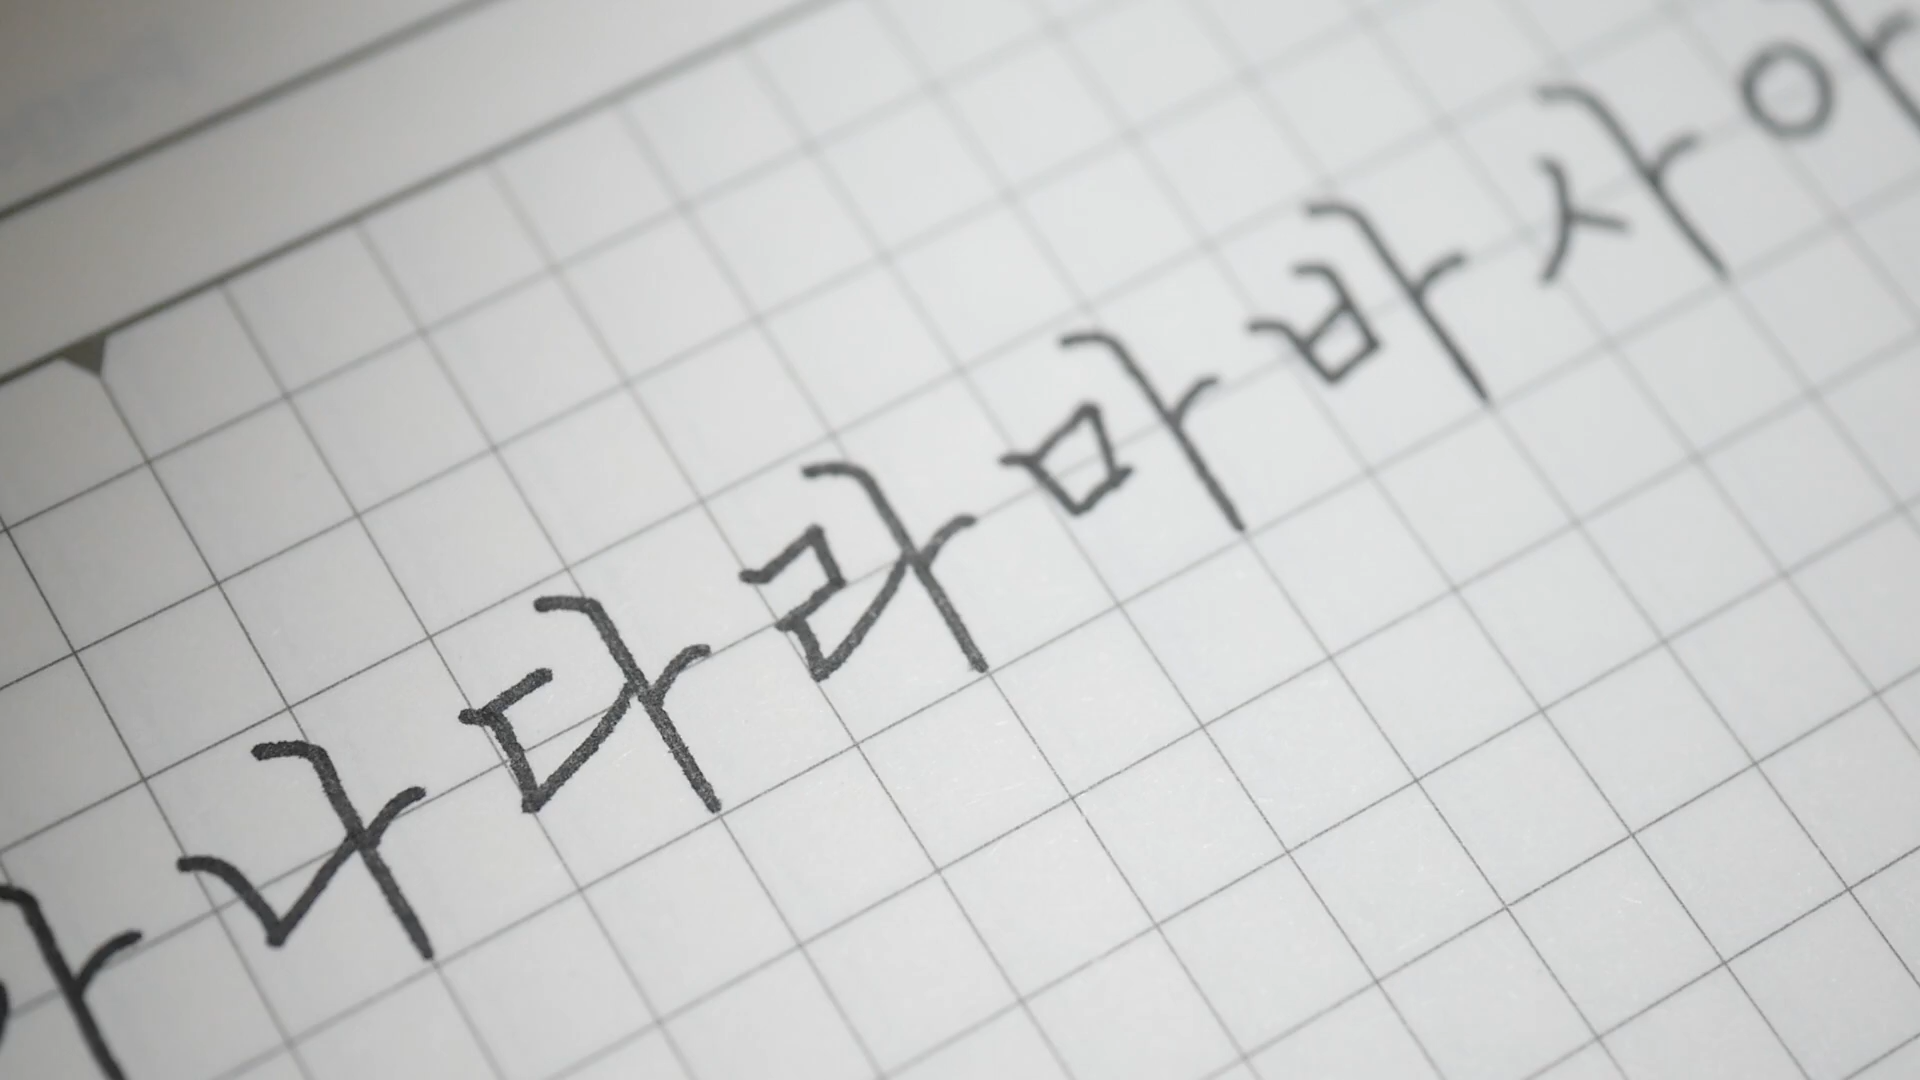 나 다 라 마 바 사 아